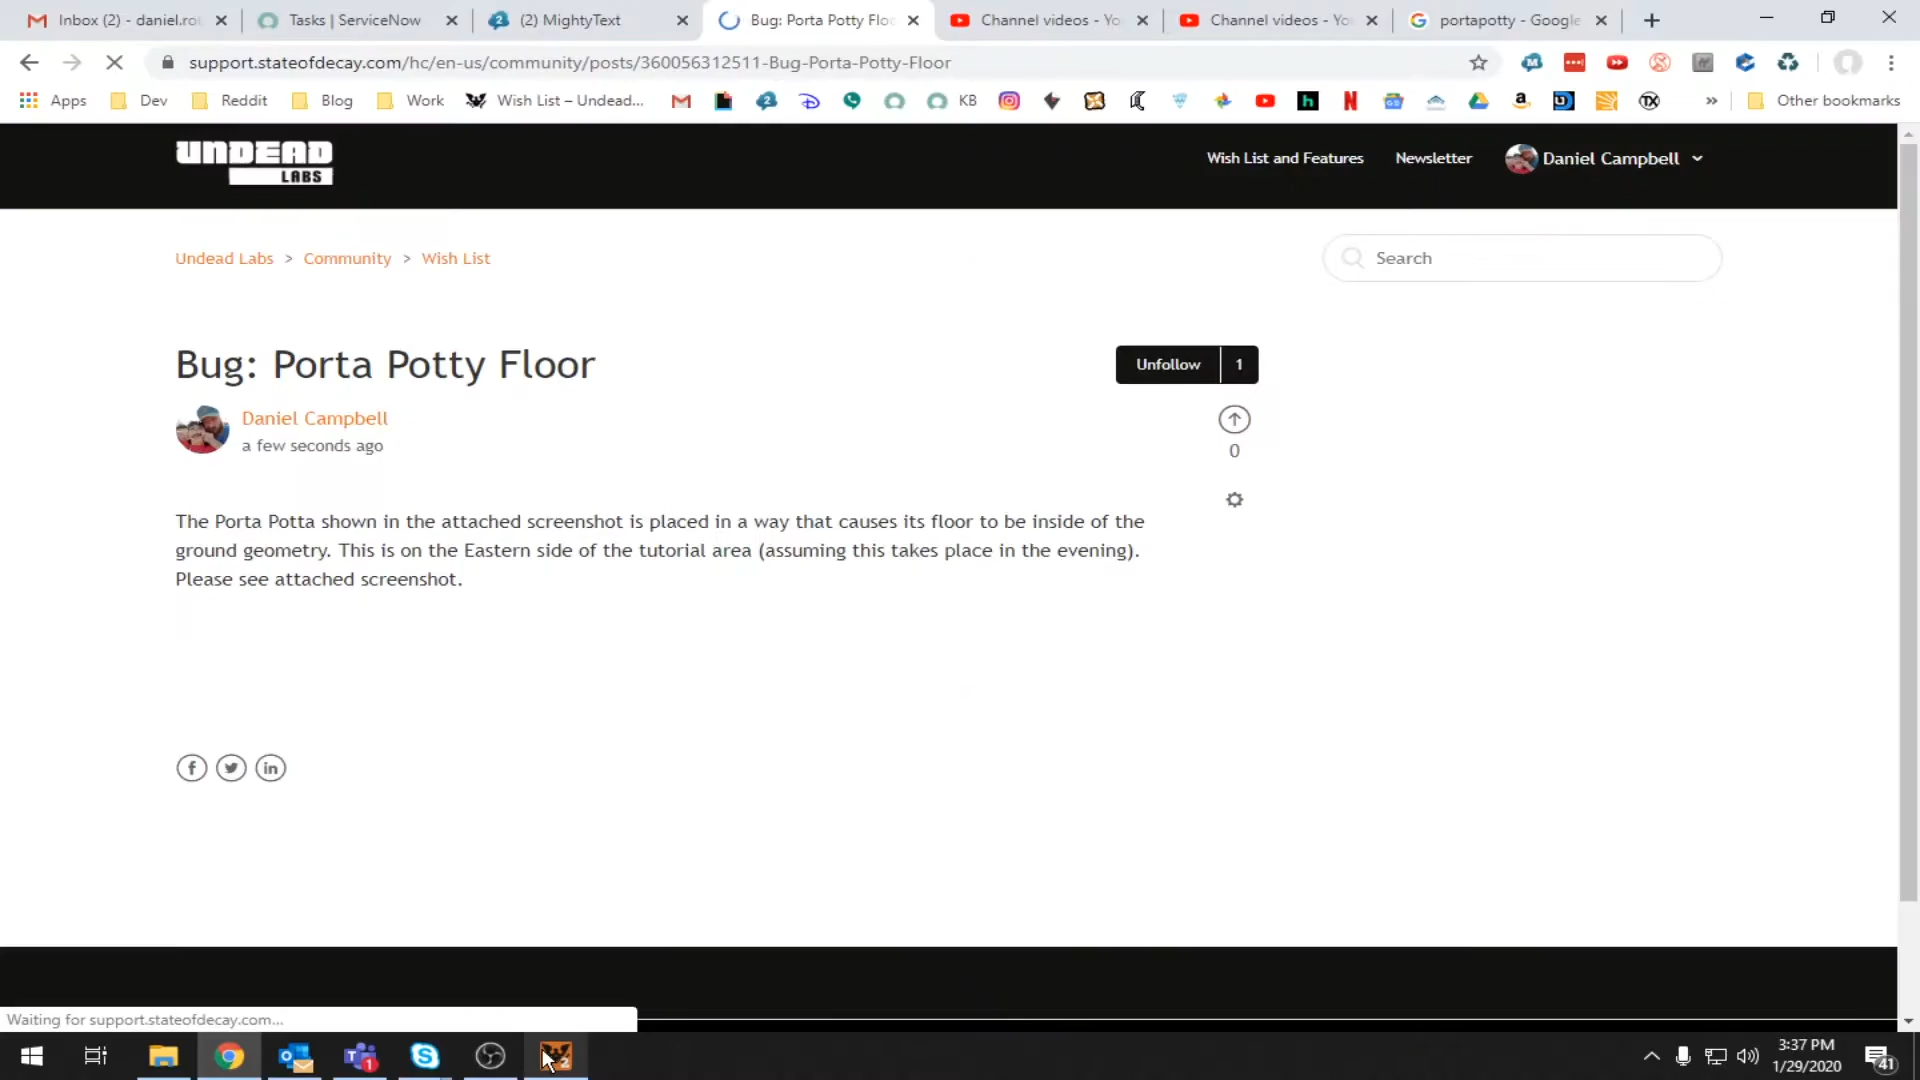 Inbox (2) - daniel.ro
Tasks | ServiceNow
(2) MightyText
Bug: Porta Potty Floo
Channel videos - Yo
Channel videos - Yo
portapotty - Google
support.stateofdecay.com/hc/en-us/community/posts/360056312511-Bug-Porta-Potty-Floor
Apps
Dev
Reddit
Blog
Work
Wish List – Undead...
KB
Other bookmarks
UNDEAD
LABS
Wish List and Features
Newsletter
Daniel Campbell
Undead Labs > Community > Wish List
Search
Bug: Porta Potty Floor
Unfollow 1
Daniel Campbell
a few seconds ago
0
The Porta Potta shown in the attached screenshot is placed in a way that causes its floor to be inside of the
ground geometry. This is on the Eastern side of the tutorial area (assuming this takes place in the evening).
Please see attached screenshot.
Waiting for support.stateofdecay.com...
3:37 PM
1/29/2020
41